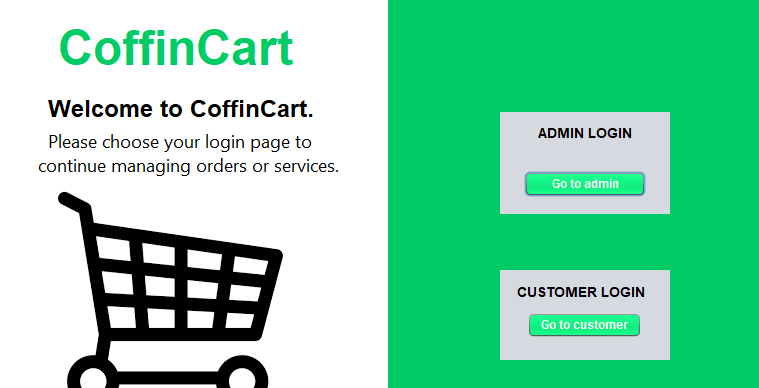 CoffinCart
Welcome to CoffinCart.
Please choose your login page to
continue managing orders or services.
ADMIN LOGIN
Go to admin
CUSTOMER LOGIN
Go to customer